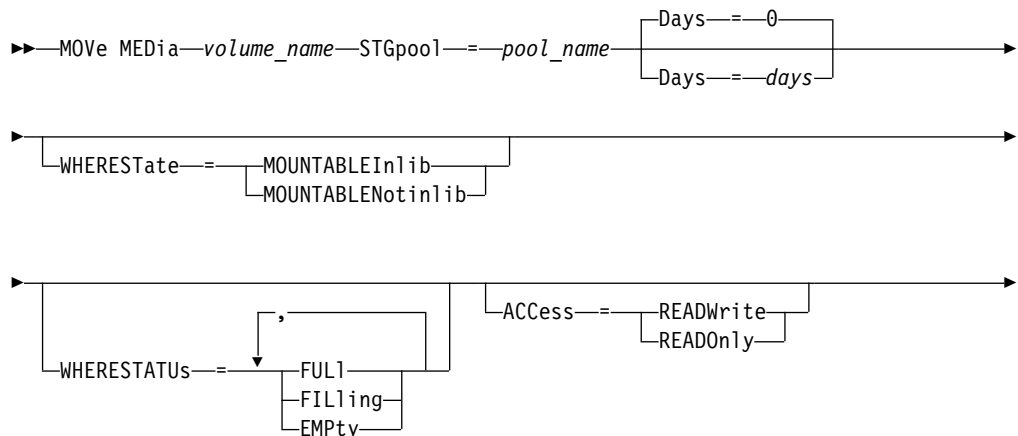 Days = 0
MOVe MEDia volume_name STGpool = pool_name
Days = days
WHERESTate = MOUNTABLEInlib
MOUNTABLENotinlib
,
WHERESTATUs = FULl
FILling
EMPty
ACCess = READWrite
READOnly